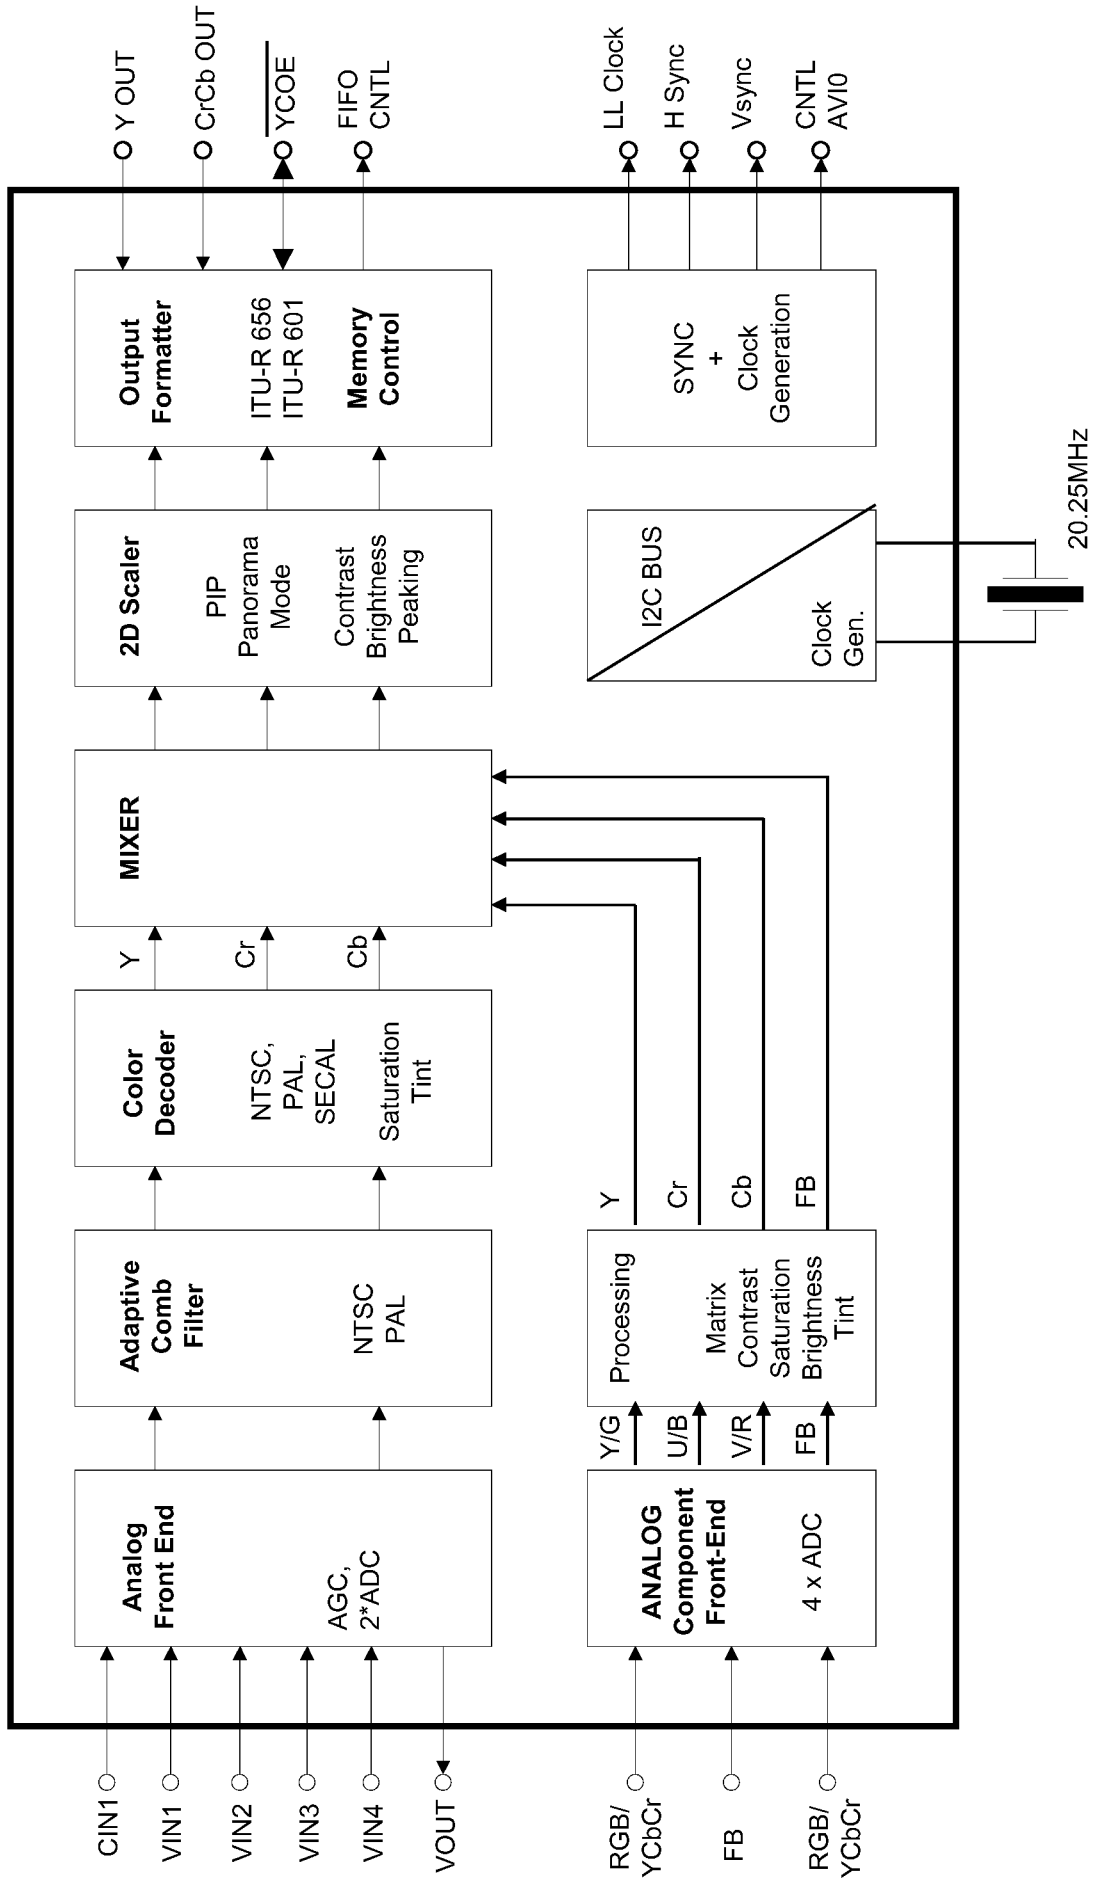 CIN1
VIN1
VIN2
VIN3
VIN4
VOUT
Analog
Front End
AGC,
2*ADC
Adaptive
Comb
Filter
NTSC
PAL
Color
Decoder
NTSC,
PAL,
SECAL
Saturation
Tint
Y
Cr
Cb
MIXER
2D Scaler
PIP
Panorama
Mode
Contrast
Brightness
Peaking
Output
Formatter
ITU-R 656
ITU-R 601
Memory
Control
Y OUT
CrCb OUT
YCOE
FIFO
CNTL
RGB/
YCbCr
FB
RGB/
YCbCr
ANALOG
Component
Front-End
4 x ADC
Y/G
U/B
V/R
FB
Processing
Matrix
Contrast
Saturation
Brightness
Tint
Y
Cr
Cb
FB
I2C BUS
Clock
Gen.
20.25MHz
SYNC
+
Clock
Generation
LL Clock
H Sync
Vsync
CNTL
AVI0